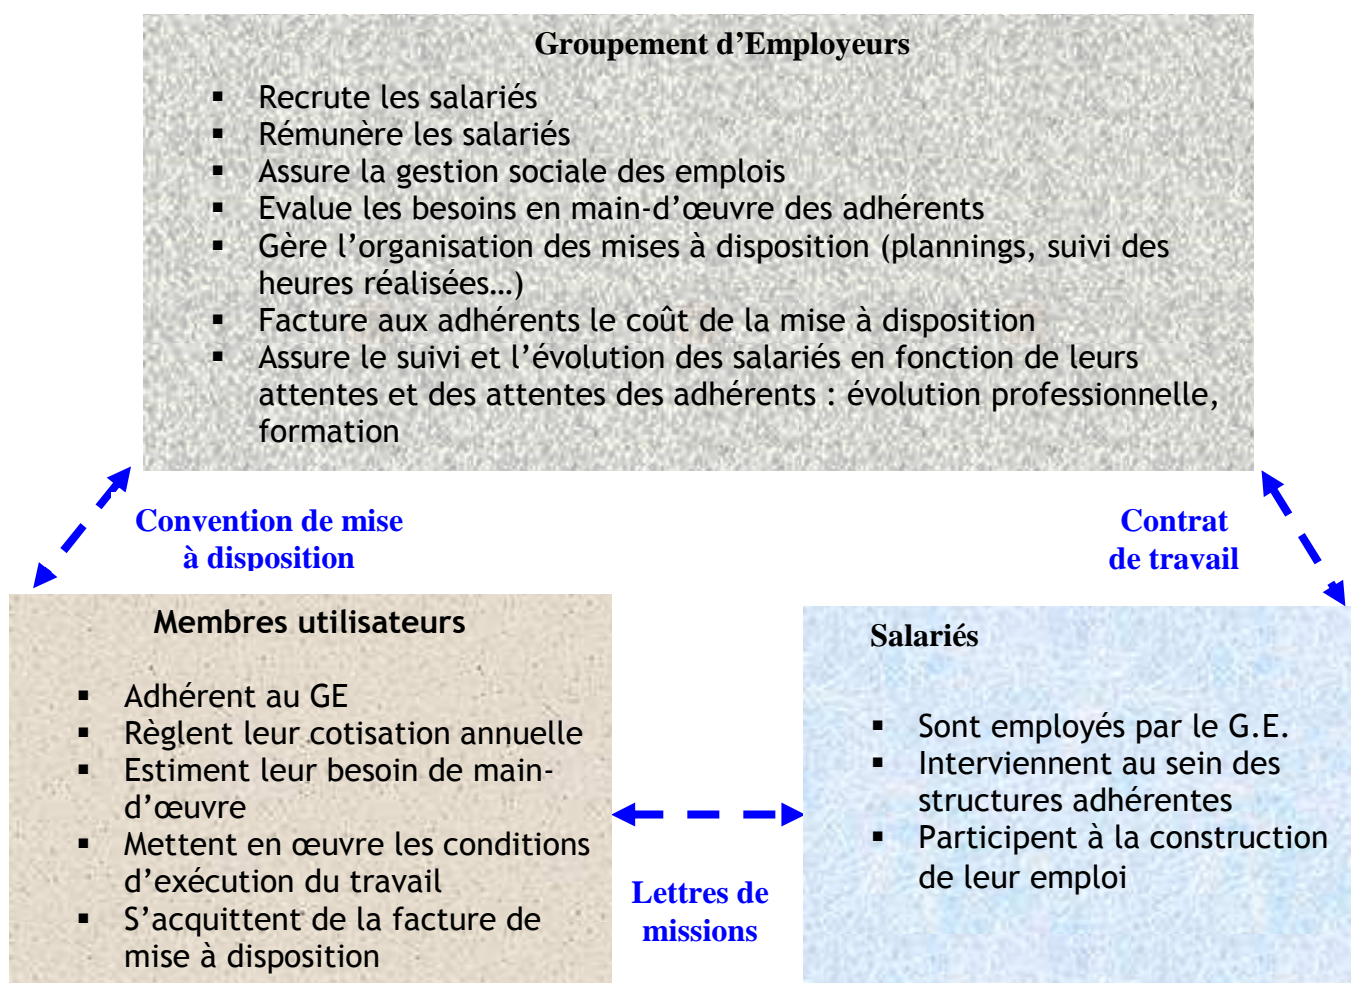 Groupement d’Employeurs
▪ Recrute les salariés
▪ Rémunère les salariés
▪ Assure la gestion sociale des emplois
▪ Evalue les besoins en main-d’œuvre des adhérents
▪ Gère l’organisation des mises à disposition (plannings, suivi des
heures réalisées…)
▪ Facture aux adhérents le coût de la mise à disposition
▪ Assure le suivi et l’évolution des salariés en fonction de leurs
attentes et des attentes des adhérents : évolution professionnelle,
formation
Convention de mise
à disposition
Contrat
de travail
Membres utilisateurs
▪ Adhérent au GE
▪ Règlent leur cotisation annuelle
▪ Estiment leur besoin de main-
d’œuvre
▪ Mettent en œuvre les conditions
d’exécution du travail
▪ S’acquittent de la facture de
mise à disposition
Lettres de
missions
Salariés
▪ Sont employés par le G.E.
▪ Interviennent au sein des
structures adhérentes
▪ Participent à la construction
de leur emploi